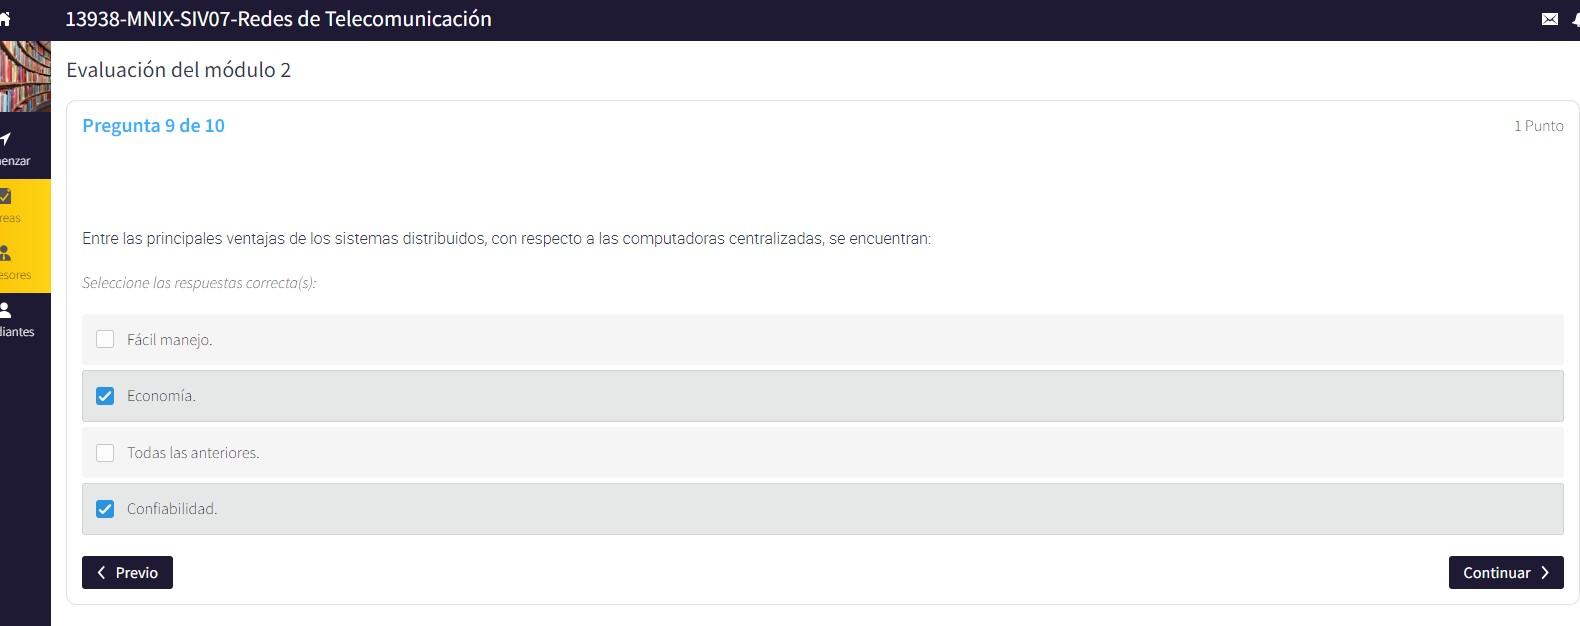 13938-MNIX-SIV07-Redes de Telecomunicación
Evaluación del módulo 2
Pregunta 9 de 10
1 Punto
enzar
reas
esores
diantes
Entre las principales ventajas de los sistemas distribuidos, con respecto a las computadoras centralizadas, se encuentran:
Seleccione las respuestas correcta(s):
Fácil manejo.
Economía.
Todas las anteriores.
Confiabilidad.
Previo
Continuar